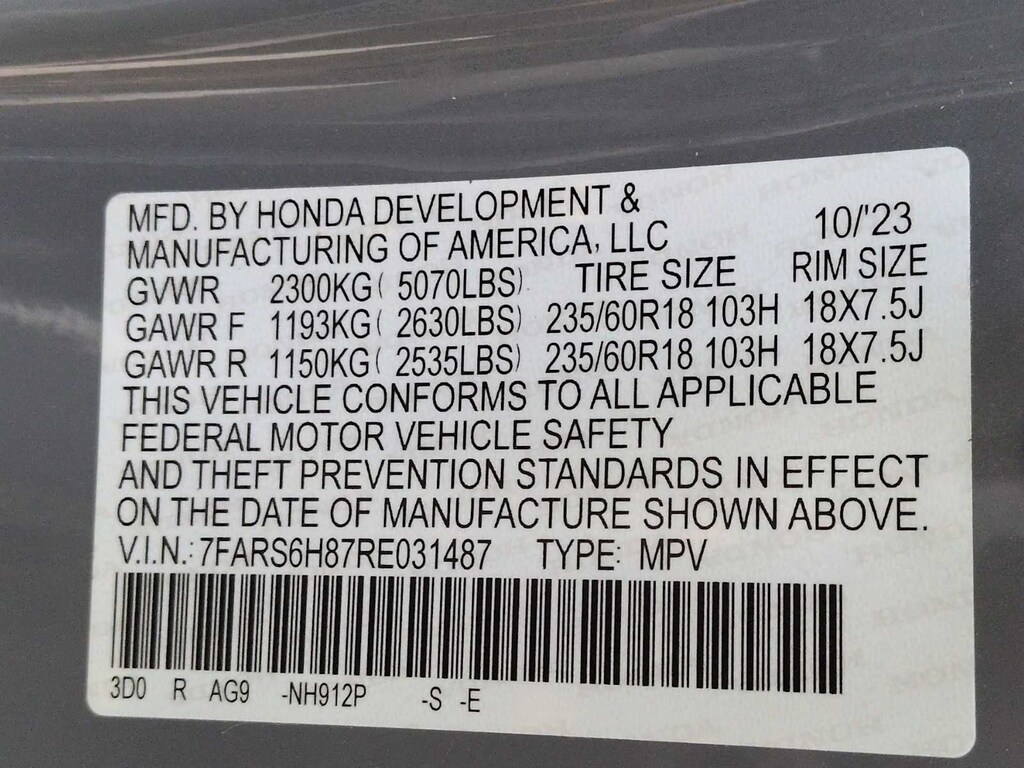 MFD. BY HONDA DEVELOPMENT &
MANUFACTURING OF AMERICA, LLC 10/'23
GVWR 2300KG( 5070LBS) TIRE SIZE RIM SIZE
GAWR F 1193KG( 2630LBS) 235/60R18 103H 18X7.5J
GAWR R 1150KG( 2535LBS) 235/60R18 103H 18X7.5J
THIS VEHICLE CONFORMS TO ALL APPLICABLE
FEDERAL MOTOR VEHICLE SAFETY
AND THEFT PREVENTION STANDARDS IN EFFECT
ON THE DATE OF MANUFACTURE SHOWN ABOVE.
V.I.N.: 7FARS6H87RE031487 TYPE: MPV
3D0 R AG9 -NH912P -S -E